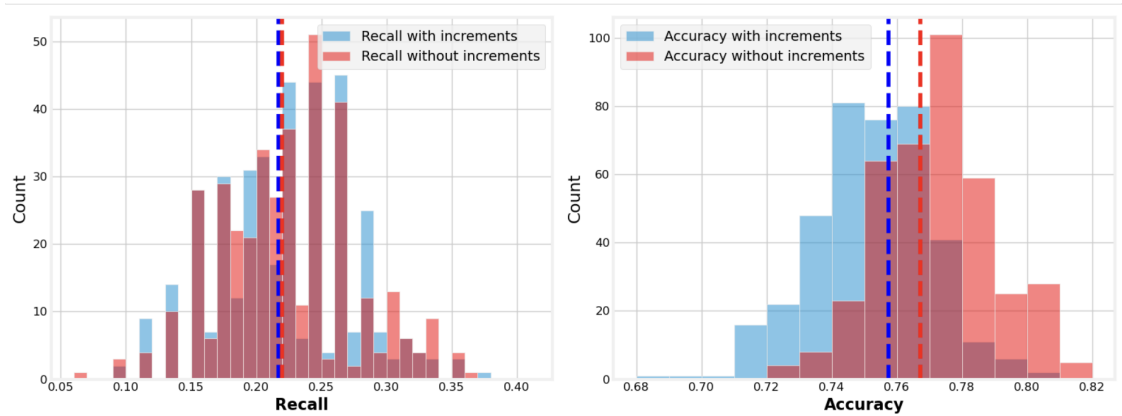 Recall with increments
Recall without increments
50
40
30
20
10
0
Count
0.05 0.10 0.15 0.20 0.25 0.30 0.35 0.40
Recall
Accuracy with increments
Accuracy without increments
100
80
60
40
20
0
Count
0.68 0.70 0.72 0.74 0.76 0.78 0.80 0.82
Accuracy